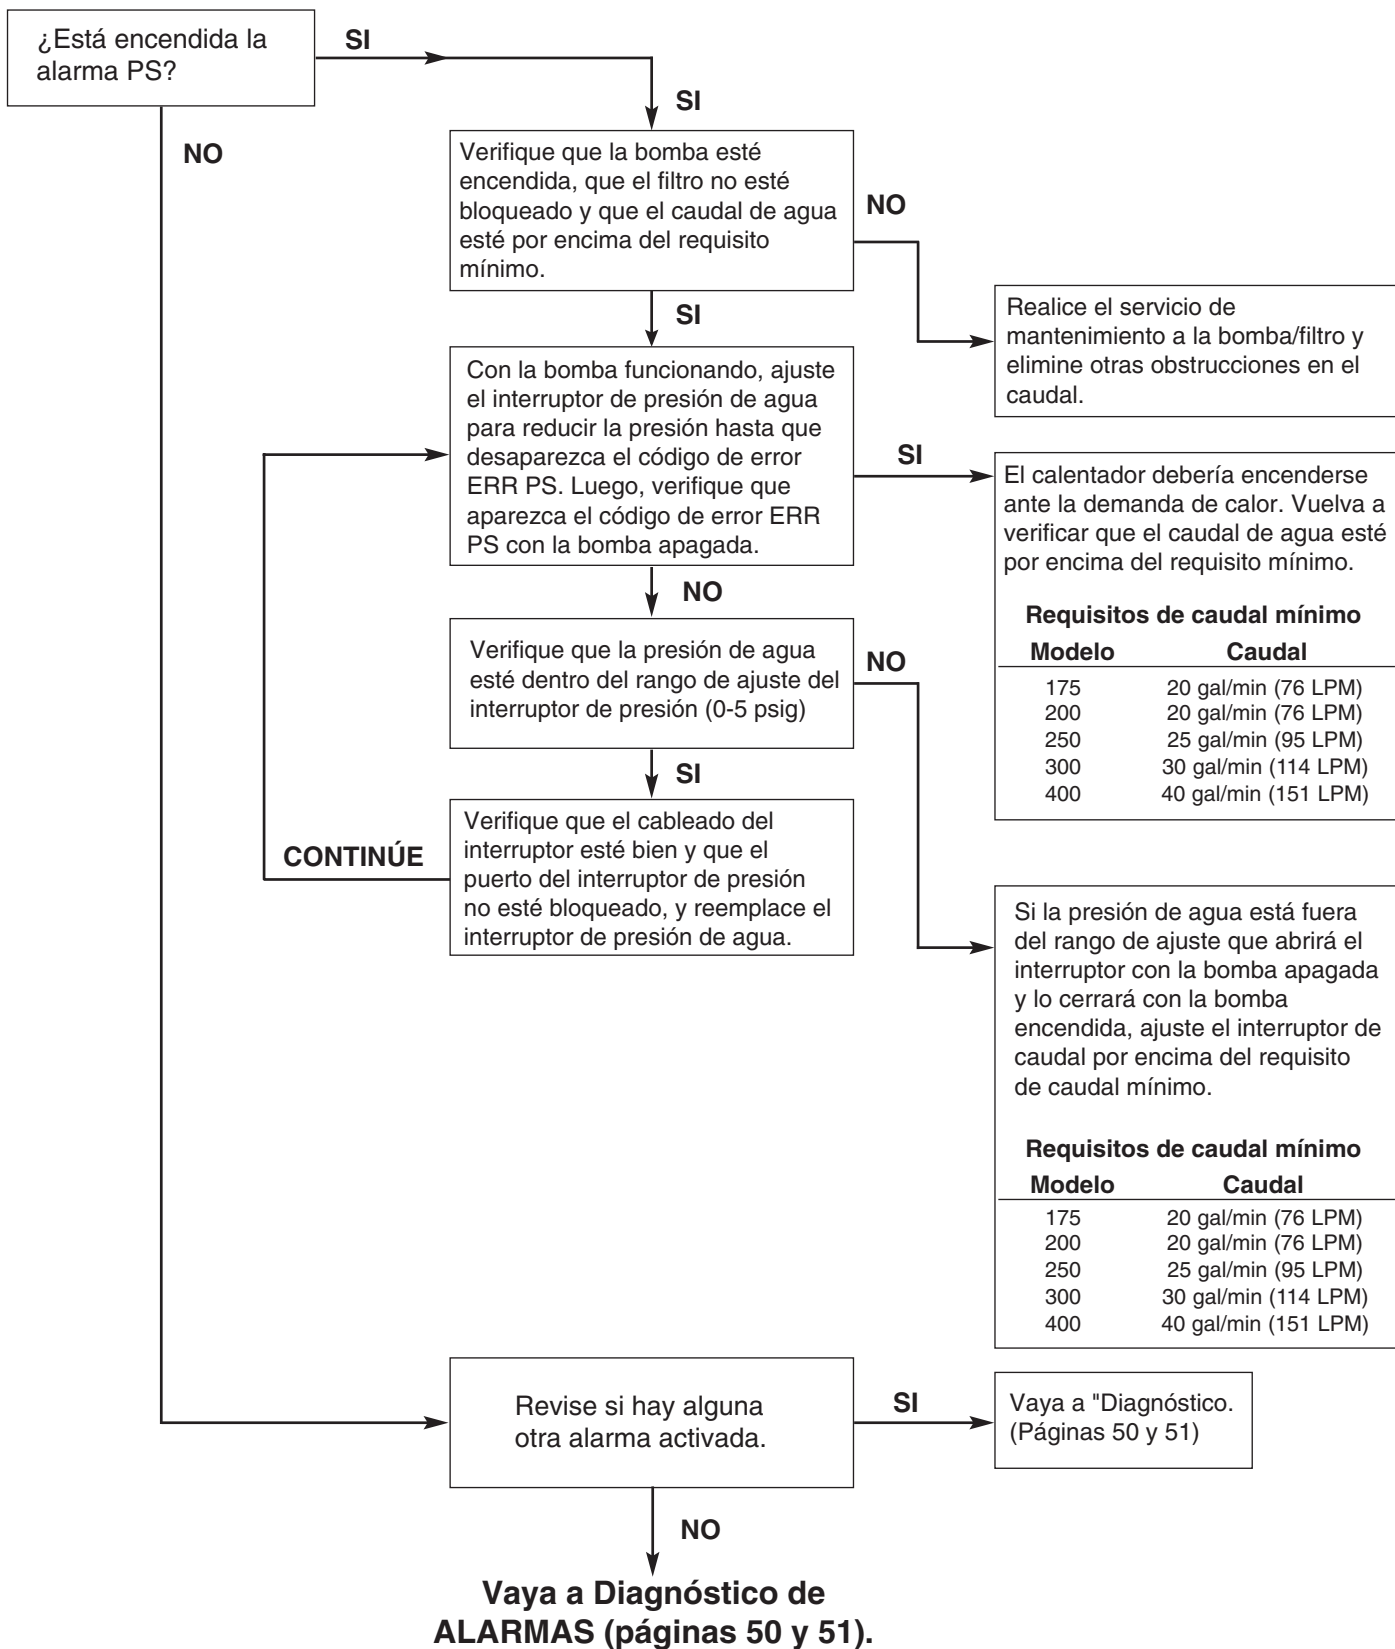 ¿Está encendida la
alarma PS?
SI
SI
NO
Verifique que la bomba esté
encendida, que el filtro no esté
bloqueado y que el caudal de agua
esté por encima del requisito
mínimo.
NO
Realice el servicio de
mantenimiento a la bomba/filtro y
elimine otras obstrucciones en el
caudal.
SI
Con la bomba funcionando, ajuste
el interruptor de presión de agua
para reducir la presión hasta que
desaparezca el código de error
ERR PS. Luego, verifique que
aparezca el código de error ERR
PS con la bomba apagada.
SI
El calentador debería encenderse
ante la demanda de calor. Vuelva a
verificar que el caudal de agua esté
por encima del requisito mínimo.
Requisitos de caudal mínimo
Modelo Caudal
175 20 gal/min (76 LPM)
200 20 gal/min (76 LPM)
250 25 gal/min (95 LPM)
300 30 gal/min (114 LPM)
400 40 gal/min (151 LPM)
NO
Verifique que la presión de agua
esté dentro del rango de ajuste del
interruptor de presión (0-5 psig)
NO
SI
Verifique que el cableado del
interruptor esté bien y que el
puerto del interruptor de presión
no esté bloqueado, y reemplace el
interruptor de presión de agua.
CONTINÚE
Si la presión de agua está fuera
del rango de ajuste que abrirá el
interruptor con la bomba apagada
y lo cerrará con la bomba
encendida, ajuste el interruptor de
caudal por encima del requisito
de caudal mínimo.
Requisitos de caudal mínimo
Modelo Caudal
175 20 gal/min (76 LPM)
200 20 gal/min (76 LPM)
250 25 gal/min (95 LPM)
300 30 gal/min (114 LPM)
400 40 gal/min (151 LPM)
Revise si hay alguna
otra alarma activada.
SI
Vaya a "Diagnóstico.
(Páginas 50 y 51)
NO
Vaya a Diagnóstico de
ALARMAS (páginas 50 y 51).